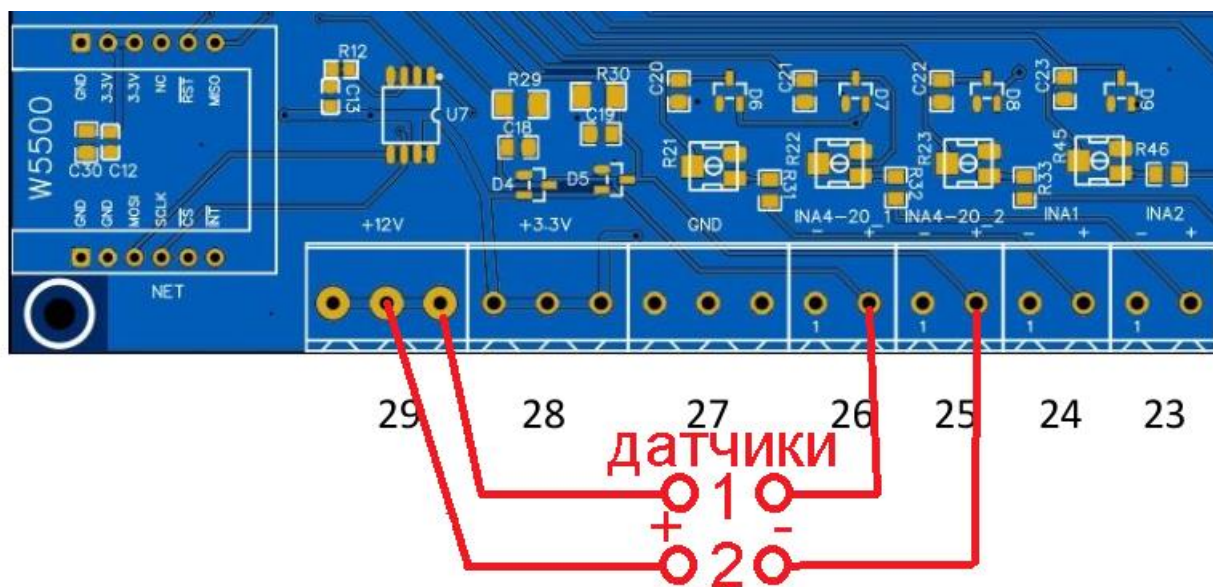 GND 3.3V 3.3V NC RST MISO
W5500
C30 C12
GND GND MOSI SCLK CS INT
NET
R12
C13
U7
R29 R30
C18 C19
D4 D5
C20 D6 C21 D7 C22 D8 C23 D9
R21 R22 R23 R45 R46
R31 R32 R33
+12V +3.3V GND INA4-20_1 INA4-20_2 INA1 INA2
- + - + - + - +
1 1 1 1
29 28 27 26 25 24 23
датчики
1
+ -
2